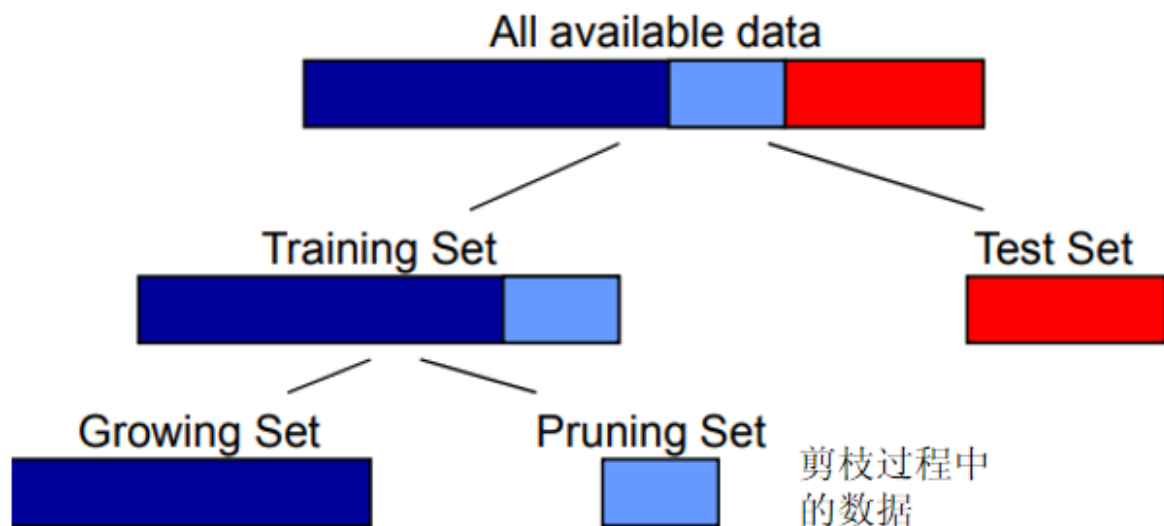 All available data
Training Set
Test Set
Growing Set
Pruning Set
剪枝过程中
的数据